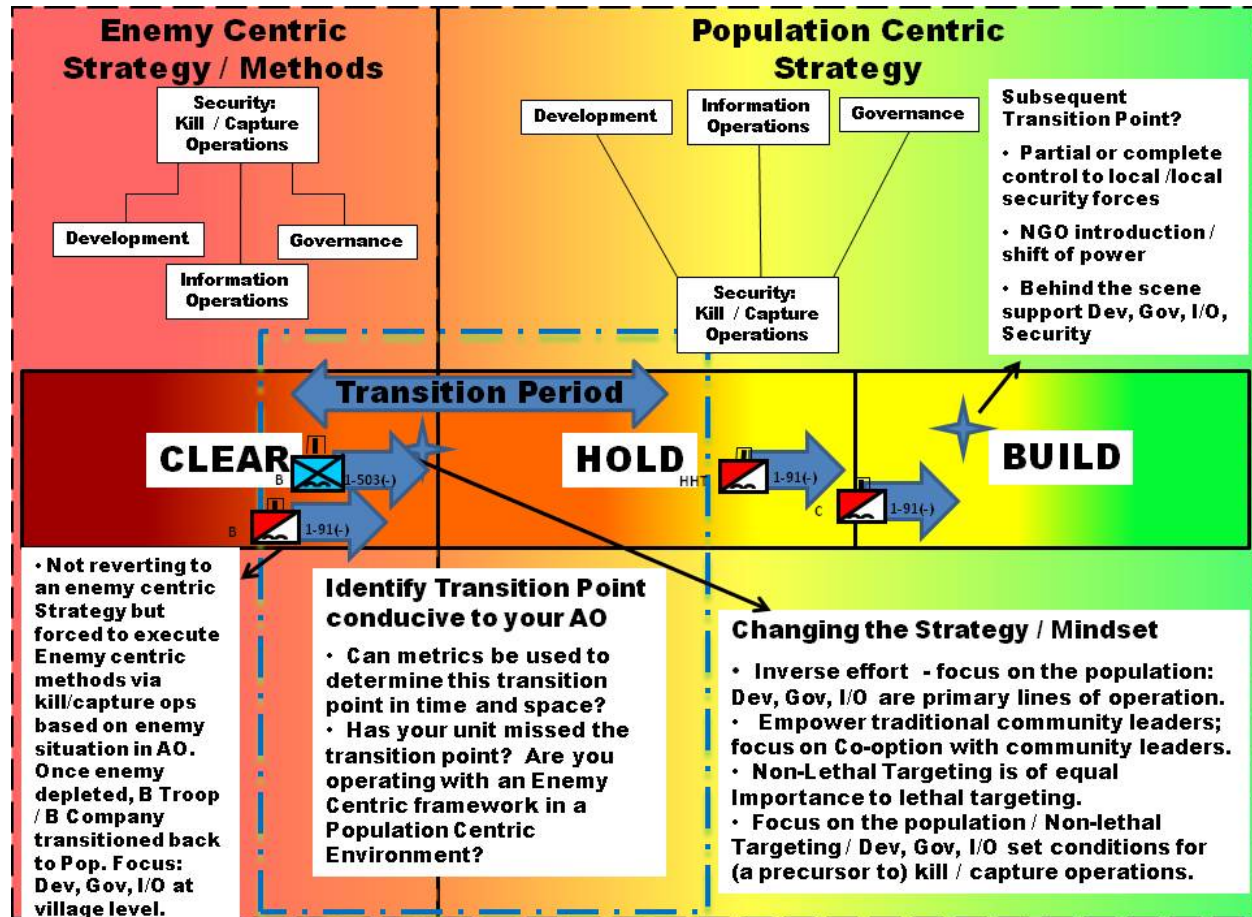 Enemy Centric
Strategy / Methods
Security:
Kill / Capture
Operations
Development
Governance
Information
Operations
Population Centric
Strategy
Development
Information
Operations
Governance
Security:
Kill / Capture
Operations
Subsequent
Transition Point?
• Partial or complete
control to local /local
security forces
• NGO introduction /
shift of power
• Behind the scene
support Dev, Gov, I/O,
Security
Transition Period
CLEAR
HOLD
BUILD
B
1-503(-)
B
1-91(-)
HHT
1-91(-)
C
1-91(-)
• Not reverting to
an enemy centric
Strategy but
forced to execute
Enemy centric
methods via
kill/capture ops
based on enemy
situation in AO.
Once enemy
depleted, B Troop
/ B Company
transitioned back
to Pop. Focus:
Dev, Gov, I/O at
village level.
Identify Transition Point
conducive to your AO
• Can metrics be used to
determine this transition
point in time and space?
• Has your unit missed the
transition point? Are you
operating with an Enemy
Centric framework in a
Population Centric
Environment?
Changing the Strategy / Mindset
• Inverse effort - focus on the population:
Dev, Gov, I/O are primary lines of operation.
• Empower traditional community leaders;
focus on Co-option with community leaders.
• Non-Lethal Targeting is of equal
Importance to lethal targeting.
• Focus on the population / Non-lethal
Targeting / Dev, Gov, I/O set conditions for
(a precursor to) kill / capture operations.